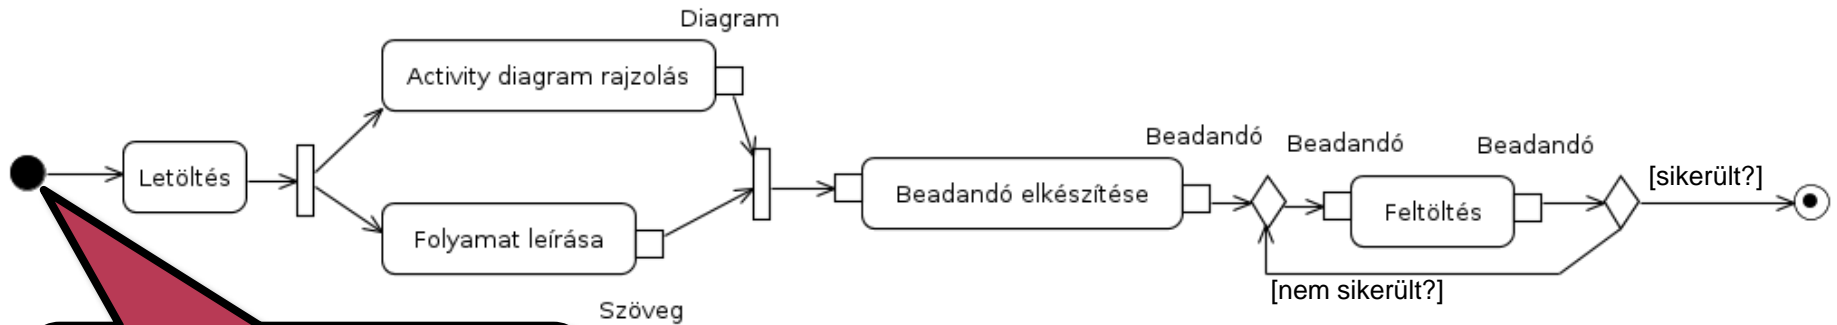 Diagram
Activity diagram rajzolás
Letöltés
Folyamat leírása
Szöveg
Beadandó elkészítése
Beadandó
Beadandó
Feltöltés
Beadandó
[sikerült?]
[nem sikerült?]